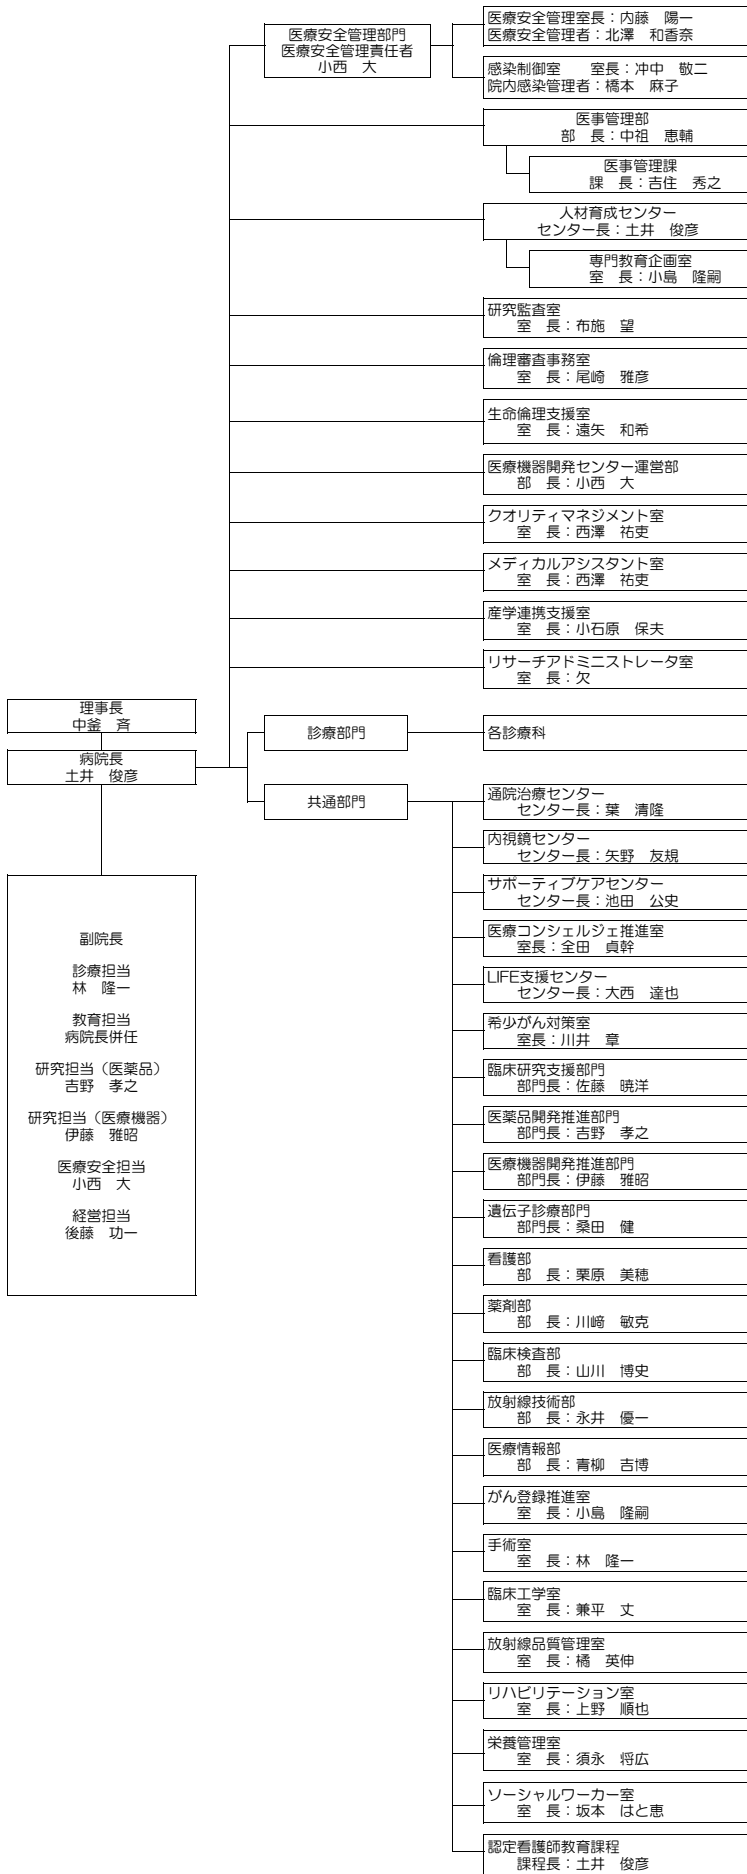 医療安全管理部門
医療安全管理責任者
小西　大
医療安全管理室長：内藤　陽一
医療安全管理者：北澤　和香奈
感染制御室　　室長：冲中　敬二
院内感染管理者：橋本　麻子
医事管理部
部　長：中祖　恵輔
医事管理課
課　長：吉住　秀之
人材育成センター
センター長：土井　俊彦
専門教育企画室
室　長：小島　隆嗣
研究監査室
室　長：布施　望
倫理審査事務室
室　長：尾崎　雅彦
生命倫理支援室
室　長：遠矢　和希
医療機器開発センター運営部
部　長：小西　大
クオリティマネジメント室
室　長：西澤　祐吏
メディカルアシスタント室
室　長：西澤　祐吏
産学連携支援室
室　長：小石原　保夫
リサーチアドミニストレータ室
室　長：欠
理事長
中釜　斉
病院長
土井　俊彦
診療部門
各診療科
共通部門
通院治療センター
センター長：葉　清隆
内視鏡センター
センター長：矢野　友規
サポーティブケアセンター
センター長：池田　公史
医療コンシェルジェ推進室
室長：全田　貞幹
LIFE支援センター
センター長：大西　達也
希少がん対策室
室長：川井　章
臨床研究支援部門
部門長：佐藤　暁洋
医薬品開発推進部門
部門長：吉野　孝之
医療機器開発推進部門
部門長：伊藤　雅昭
遺伝子診療部門
部門長：桑田　健
看護部
部　長：栗原　美穂
薬剤部
部　長：川﨑　敏克
臨床検査部
部　長：山川　博史
放射線技術部
部　長：永井　優一
医療情報部
部　長：青柳　吉博
がん登録推進室
室　長：小島　隆嗣
手術室
室　長：林　隆一
臨床工学室
室　長：兼平　丈
放射線品質管理室
室　長：橘　英伸
リハビリテーション室
室　長：上野　順也
栄養管理室
室　長：須永　将広
ソーシャルワーカー室
室　長：坂本　はと恵
認定看護師教育課程
課程長：土井　俊彦
副院長
診療担当
林　隆一
教育担当
病院長併任
研究担当（医薬品）
吉野　孝之
研究担当（医療機器）
伊藤　雅昭
医療安全担当
小西　大
経営担当
後藤　功一